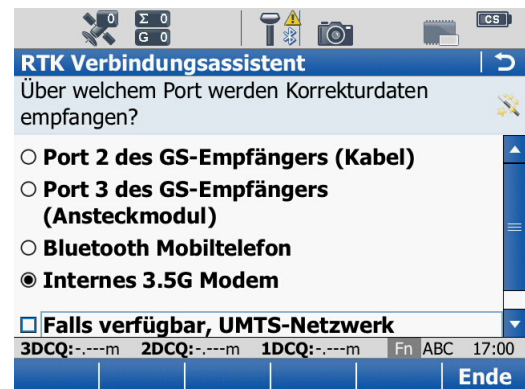 0 Σ 0
G 0
CS
RTK Verbindungsassistent
Über welchem Port werden Korrekturdaten
empfangen?
Port 2 des GS-Empfängers (Kabel)
Port 3 des GS-Empfängers
(Ansteckmodul)
Bluetooth Mobiltelefon
Internes 3.5G Modem
Falls verfügbar, UMTS-Netzwerk
3DCQ:-.---m 2DCQ:-.---m 1DCQ:-.---m Fn ABC 17:00
Ende